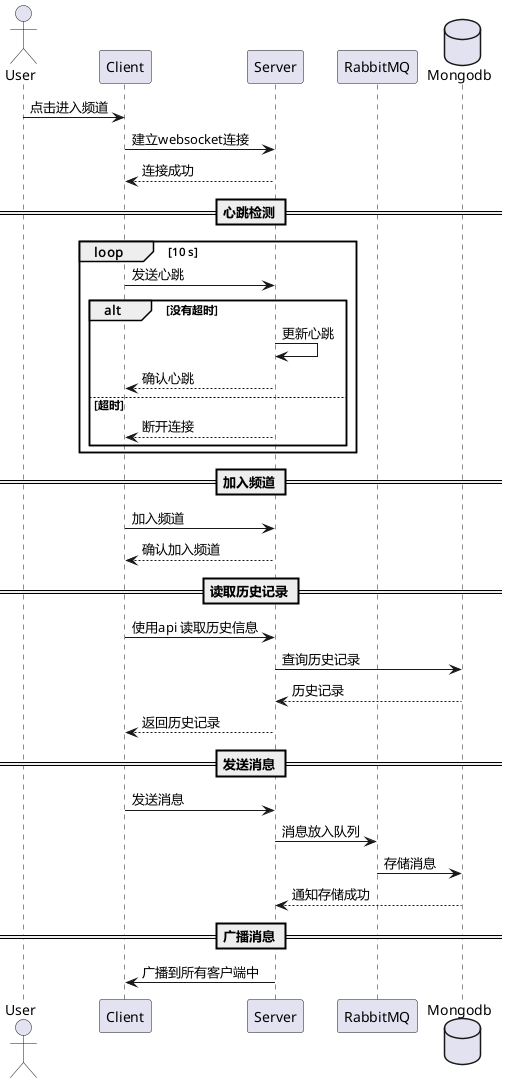 User
Client
Server
RabbitMQ
Mongodb
点击进入频道
建立websocket连接
连接成功
心跳检测
loop [10 s]
发送心跳
alt [没有超时]
更新心跳
确认心跳
[超时]
断开连接
加入频道
加入频道
确认加入频道
读取历史记录
使用api 读取历史信息
查询历史记录
历史记录
返回历史记录
发送消息
发送消息
消息放入队列
存储消息
通知存储成功
广播消息
广播到所有客户端中
User
Client
Server
RabbitMQ
Mongodb